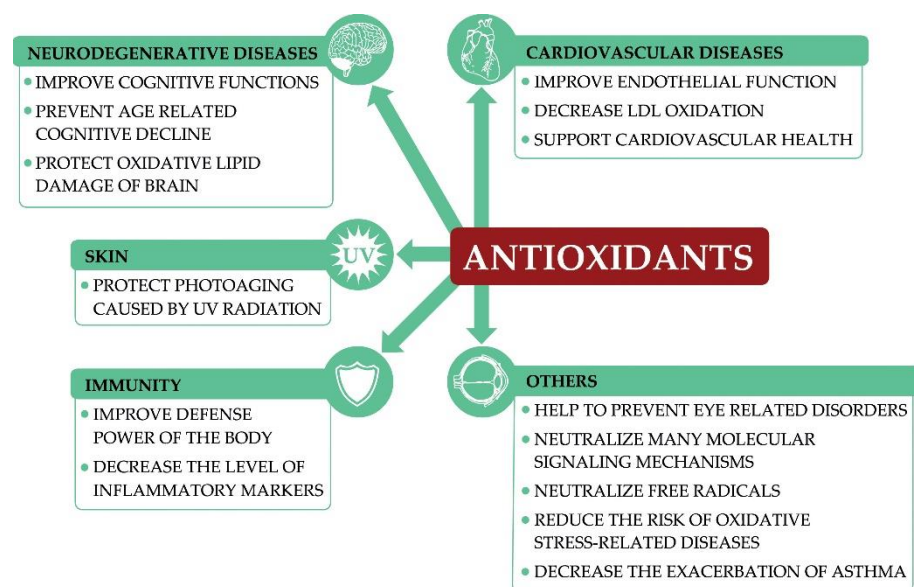 NEURODEGENERATIVE DISEASES
• IMPROVE COGNITIVE FUNCTIONS
• PREVENT AGE RELATED
COGNITIVE DECLINE
• PROTECT OXIDATIVE LIPID
DAMAGE OF BRAIN
CARDIOVASCULAR DISEASES
• IMPROVE ENDOTHELIAL FUNCTION
• DECREASE LDL OXIDATION
• SUPPORT CARDIOVASCULAR HEALTH
ANTIOXIDANTS
SKIN
UV
• PROTECT PHOTOAGING
CAUSED BY UV RADIATION
IMMUNITY
• IMPROVE DEFENSE
POWER OF THE BODY
• DECREASE THE LEVEL OF
INFLAMMATORY MARKERS
OTHERS
• HELP TO PREVENT EYE RELATED DISORDERS
• NEUTRALIZE MANY MOLECULAR
SIGNALING MECHANISMS
• NEUTRALIZE FREE RADICALS
• REDUCE THE RISK OF OXIDATIVE
STRESS-RELATED DISEASES
• DECREASE THE EXACERBATION OF ASTHMA